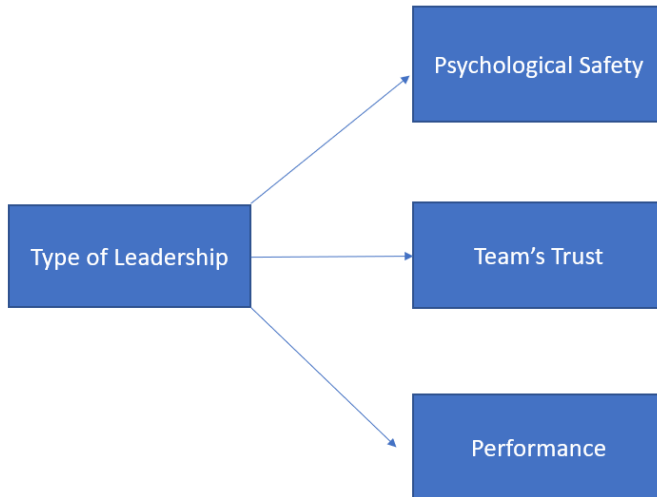 Psychological Safety
Type of Leadership
Team’s Trust
Performance